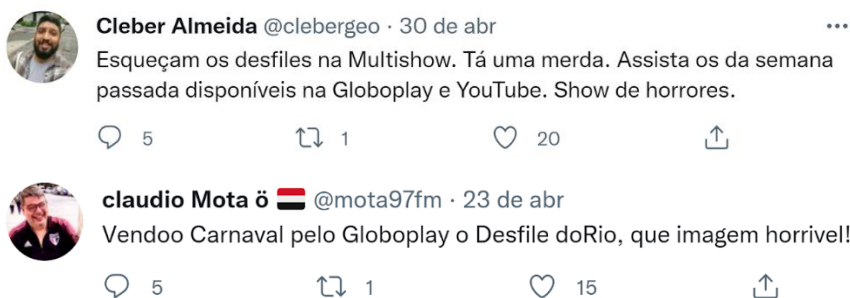 Cleber Almeida @clebergeo · 30 de abr
Esqueçam os desfiles na Multishow. Tá uma merda. Assista os da semana
passada disponíveis na Globoplay e YouTube. Show de horrores.
5 1 20
claudio Mota ö @mota97fm · 23 de abr
Vendoo Carnaval pelo Globoplay o Desfile doRio, que imagem horrivel!
5 1 15